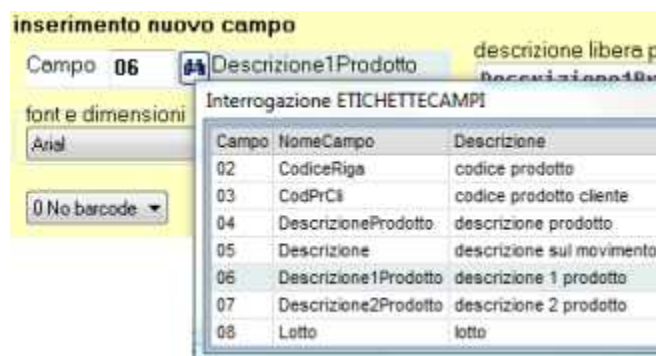 inserimento nuovo campo
Campo 06 Descrizione1Prodotto
descrizione libera p
font e dimensioni
Arial
0 No barcode
Interrogazione ETICHETTECAMPI
Campo NomeCampo Descrizione
02 CodiceRiga codice prodotto
03 CodPrCli codice prodotto cliente
04 DescrizioneProdotto descrizione prodotto
05 Descrizione descrizione sul movimento
06 Descrizione1Prodotto descrizione 1 prodotto
07 Descrizione2Prodotto descrizione 2 prodotto
08 Lotto lotto